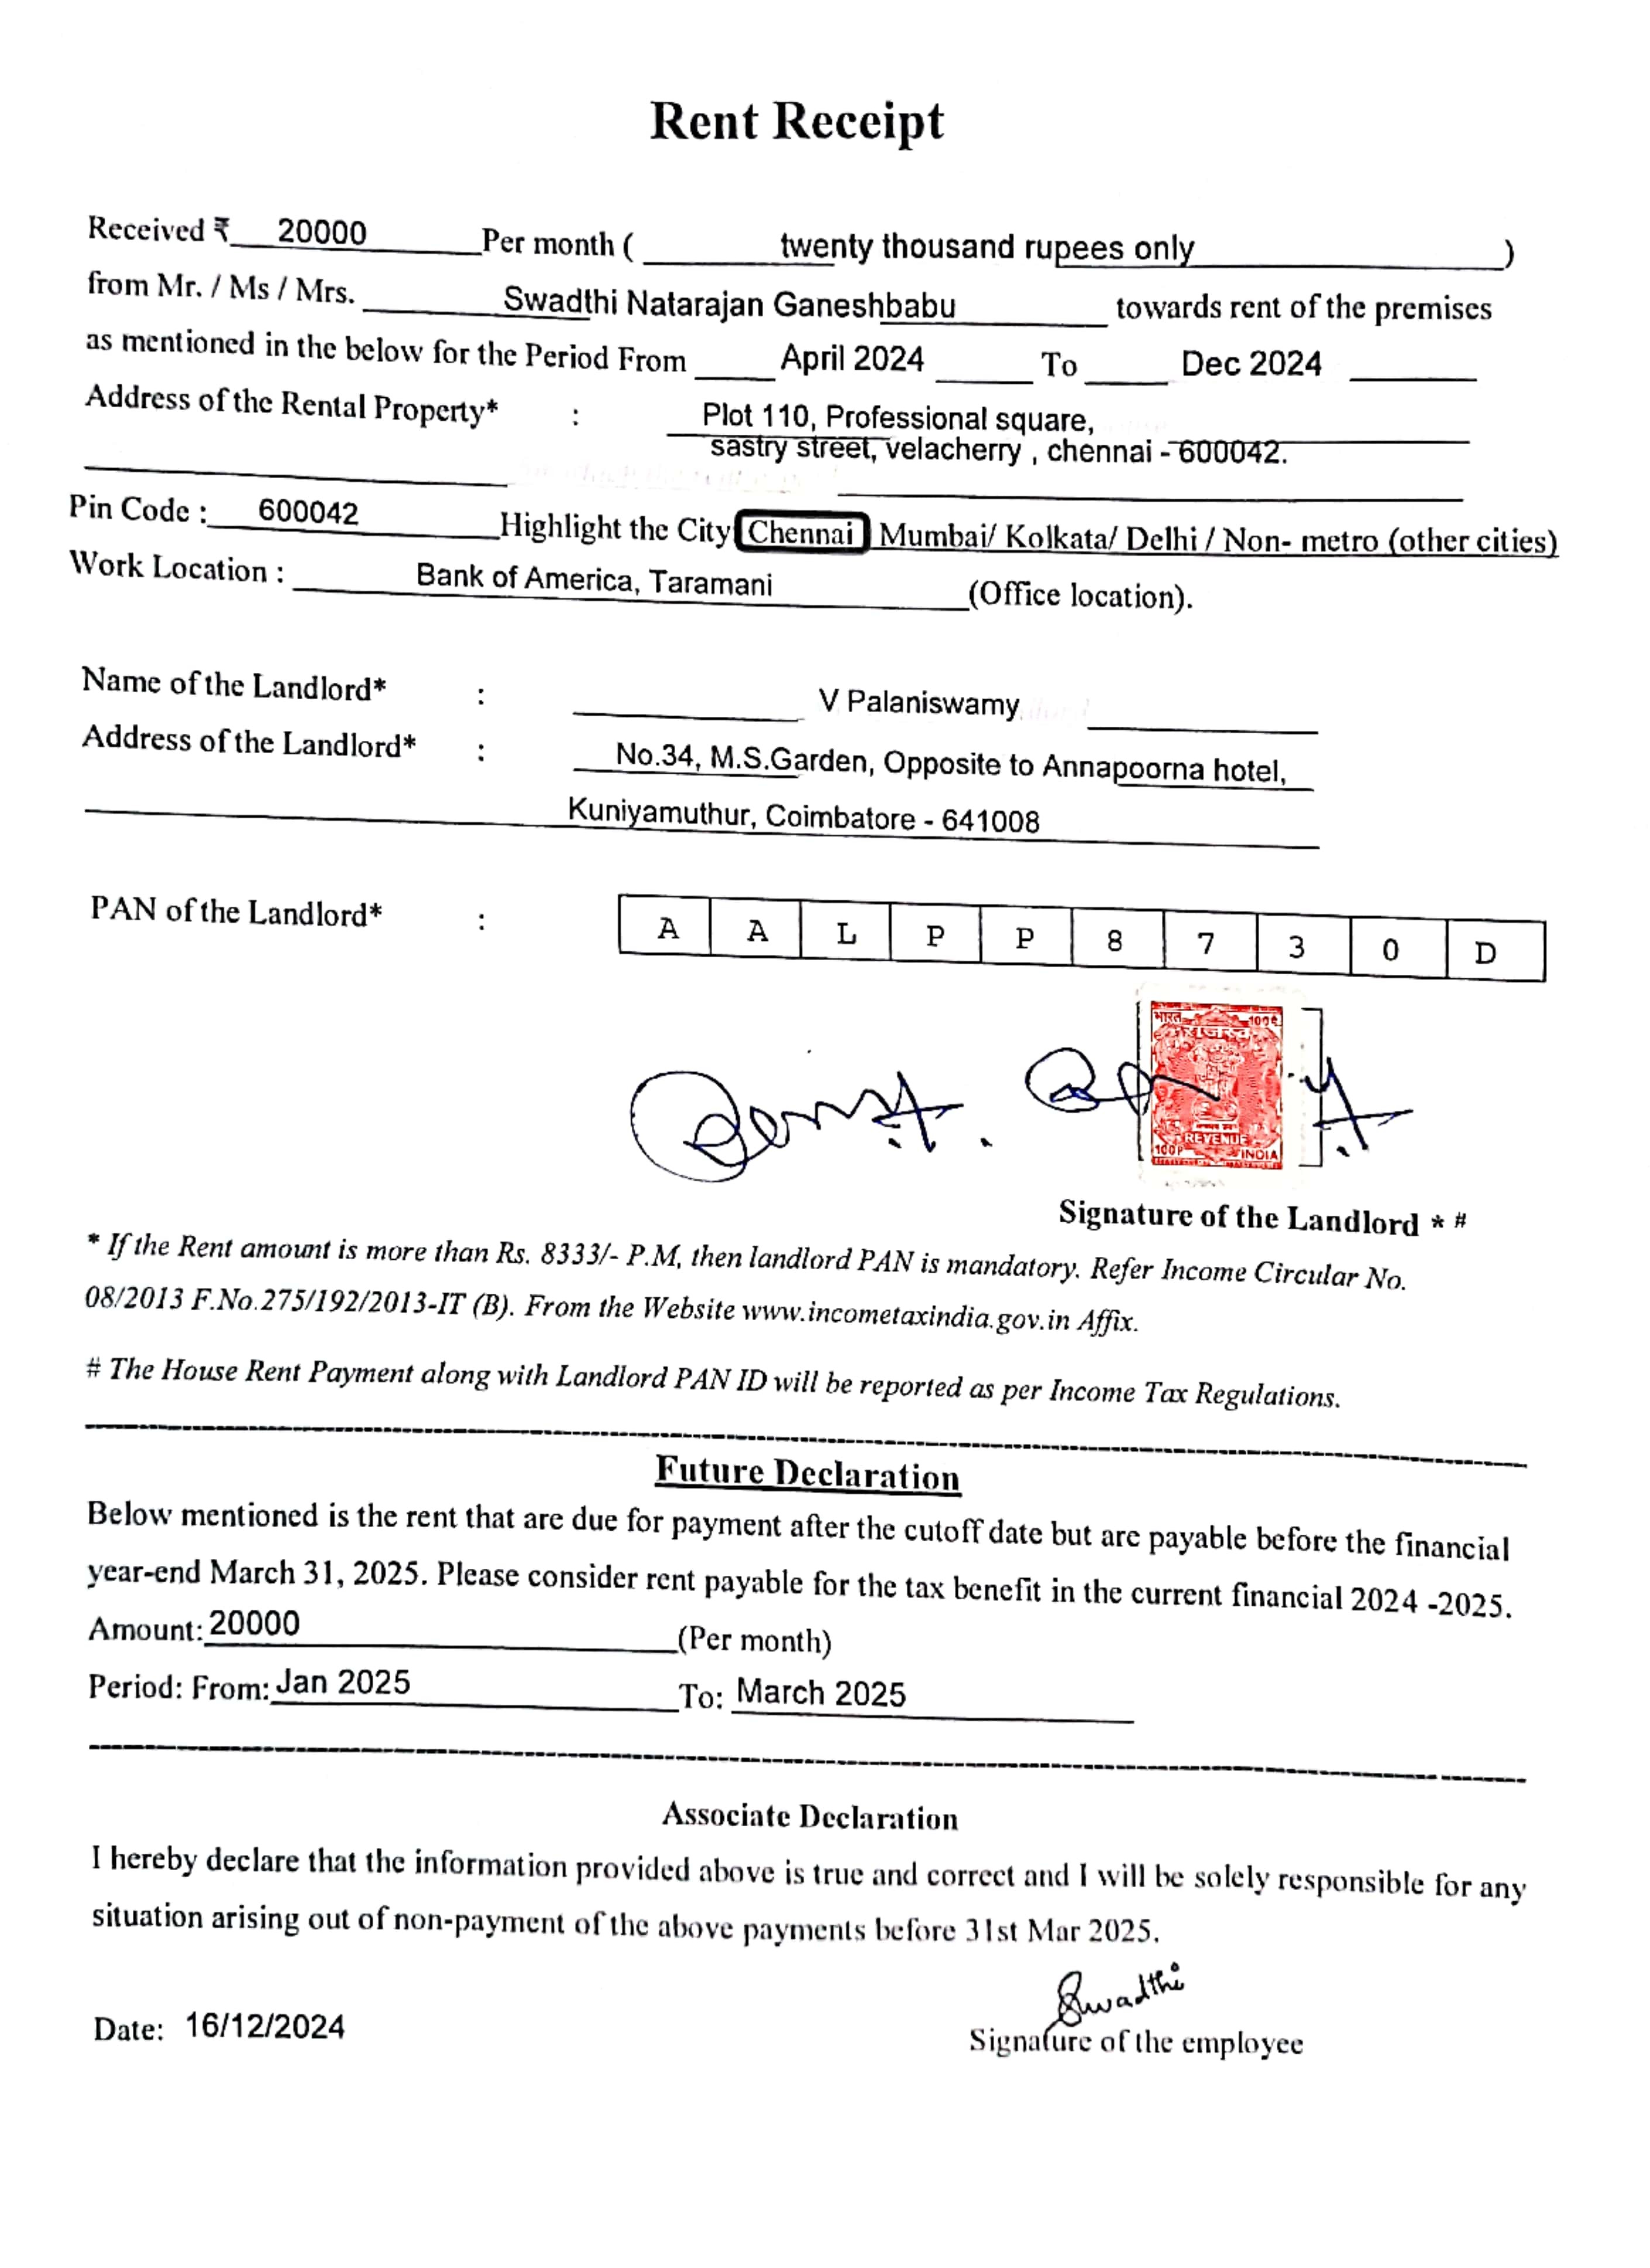 Rent Receipt
Received ₹ 20000 Per month ( twenty thousand rupees only )
from Mr. / Ms / Mrs. Swadthi Natarajan Ganeshbabu towards rent of the premises
as mentioned in the below for the Period From April 2024 To Dec 2024
Address of the Rental Property* : Plot 110, Professional square,
sastry street, velacherry , chennai - 600042.
Pin Code : 600042 Highlight the City Chennai Mumbai/ Kolkata/ Delhi / Non- metro (other cities)
Work Location : Bank of America, Taramani (Office location).
Name of the Landlord* : V Palaniswamy
Address of the Landlord* : No.34, M.S.Garden, Opposite to Annapoorna hotel,
Kuniyamuthur, Coimbatore - 641008
PAN of the Landlord* : A A L P P 8 7 3 0 D
भारत
REVENUE
100P INDIA
Signature of the Landlord * #
* If the Rent amount is more than Rs. 8333/- P.M, then landlord PAN is mandatory. Refer Income Circular No.
08/2013 F.No.275/192/2013-IT (B). From the Website www.incometaxindia.gov.in Affix.
# The House Rent Payment along with Landlord PAN ID will be reported as per Income Tax Regulations.
Future Declaration
Below mentioned is the rent that are due for payment after the cutoff date but are payable before the financial
year-end March 31, 2025. Please consider rent payable for the tax benefit in the current financial 2024 -2025.
Amount: 20000 (Per month)
Period: From: Jan 2025 To: March 2025
Associate Declaration
I hereby declare that the information provided above is true and correct and I will be solely responsible for any
situation arising out of non-payment of the above payments before 31st Mar 2025.
Swadthi
Date: 16/12/2024
Signature of the employee